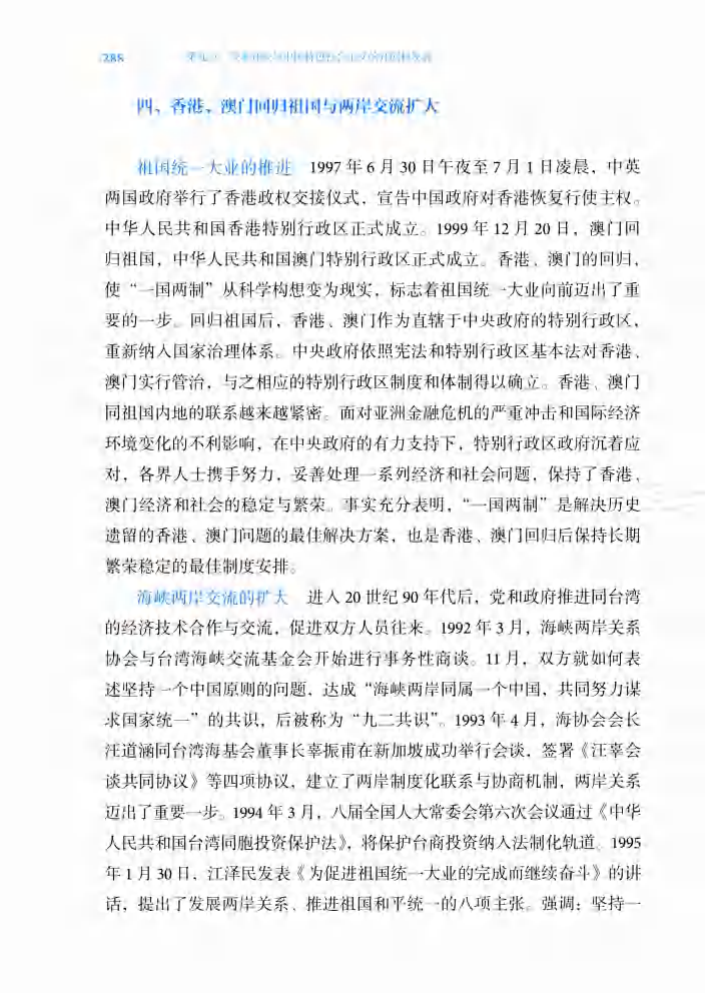 288
四、香港、澳门回归祖国与两岸交流扩大
祖国统一大业的推进 1997 年 6 月 30 日午夜至 7 月 1 日凌晨，中英
两国政府举行了香港政权交接仪式，宣告中国政府对香港恢复行使主权。
中华人民共和国香港特别行政区正式成立。1999 年 12 月 20 日，澳门回
归祖国，中华人民共和国澳门特别行政区正式成立。香港、澳门的回归，
使“一国两制”从科学构想变为现实，标志着祖国统一大业向前迈出了重
要的一步。回归祖国后，香港、澳门作为直辖于中央政府的特别行政区，
重新纳入国家治理体系。中央政府依照宪法和特别行政区基本法对香港、
澳门实行管治，与之相应的特别行政区制度和体制得以确立。香港、澳门
同祖国内地的联系越来越紧密。面对亚洲金融危机的严重冲击和国际经济
环境变化的不利影响，在中央政府的有力支持下，特别行政区政府沉着应
对，各界人士携手努力，妥善处理一系列经济和社会问题，保持了香港、
澳门经济和社会的稳定与繁荣。事实充分表明，“一国两制”是解决历史
遗留的香港、澳门问题的最佳解决方案，也是香港、澳门回归后保持长期
繁荣稳定的最佳制度安排。
海峡两岸交流的扩大 进入 20 世纪 90 年代后，党和政府推进同台湾
的经济技术合作与交流，促进双方人员往来。1992 年 3 月，海峡两岸关系
协会与台湾海峡交流基金会开始进行事务性商谈。11 月，双方就如何表
述坚持一个中国原则的问题，达成“海峡两岸同属一个中国，共同努力谋
求国家统一”的共识，后被称为“九二共识”。1993 年 4 月，海协会会长
汪道涵同台湾海基会董事长辜振甫在新加坡成功举行会谈，签署《汪辜会
谈共同协议》等四项协议，建立了两岸制度化联系与协商机制，两岸关系
迈出了重要一步。1994 年 3 月，八届全国人大常委会第六次会议通过《中华
人民共和国台湾同胞投资保护法》，将保护台商投资纳入法制化轨道。1995
年 1 月 30 日，江泽民发表《为促进祖国统一大业的完成而继续奋斗》的讲
话，提出了发展两岸关系、推进祖国和平统一的八项主张。强调：坚持一